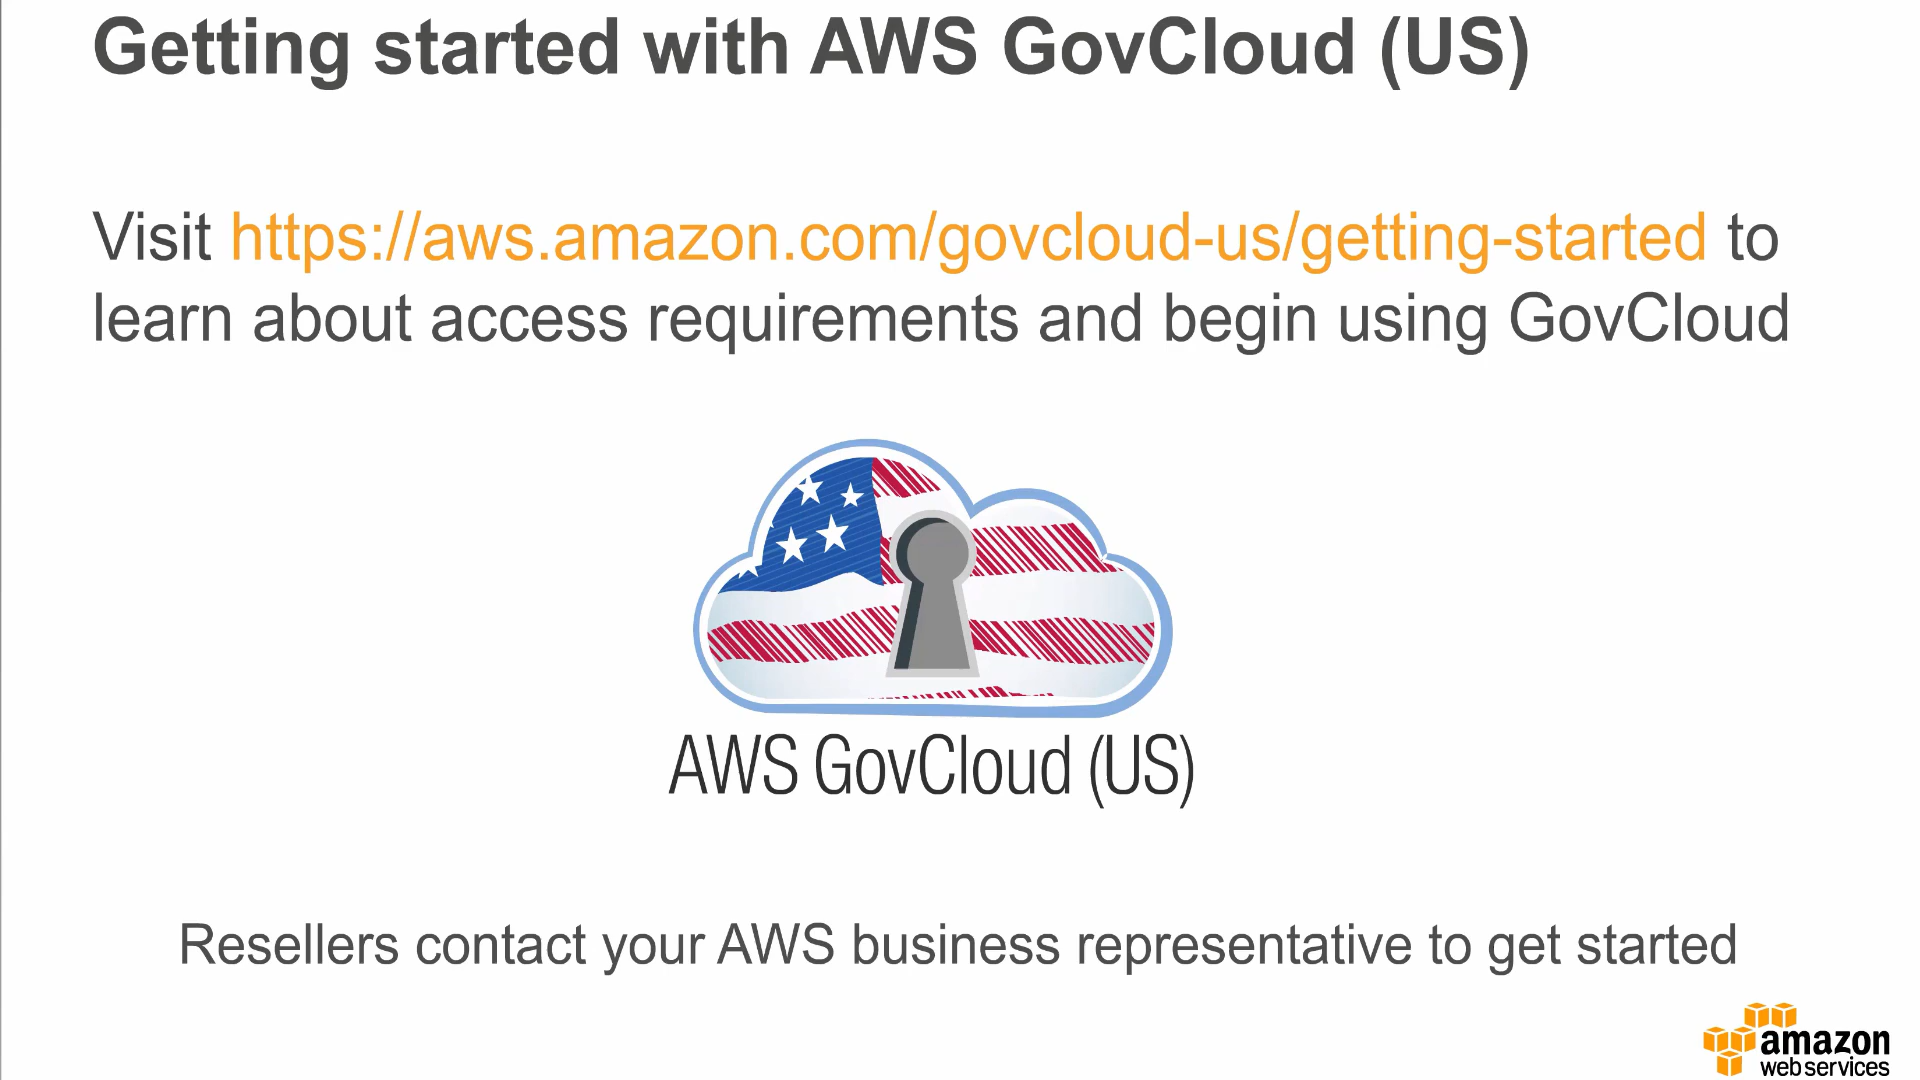 Getting started with AWS GovCloud (US)
Visit https://aws.amazon.com/govcloud-us/getting-started to
learn about access requirements and begin using GovCloud
AWS GovCloud (US)
Resellers contact your AWS business representative to get started
amazon
web services